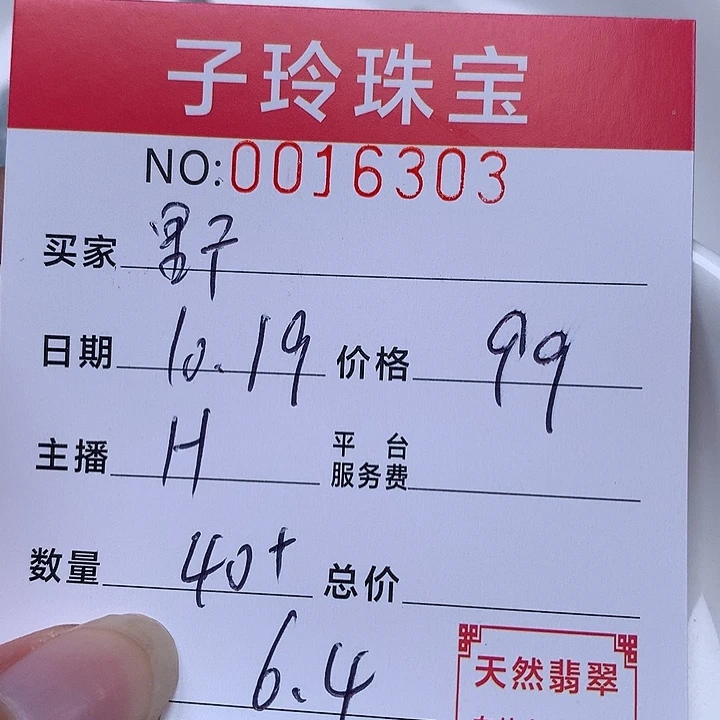 子玲珠宝
NO:0016303
买家
日期 10.19 价格 99
主播 H 平台服务费
数量 40+ 总价
6.4
天然翡翠